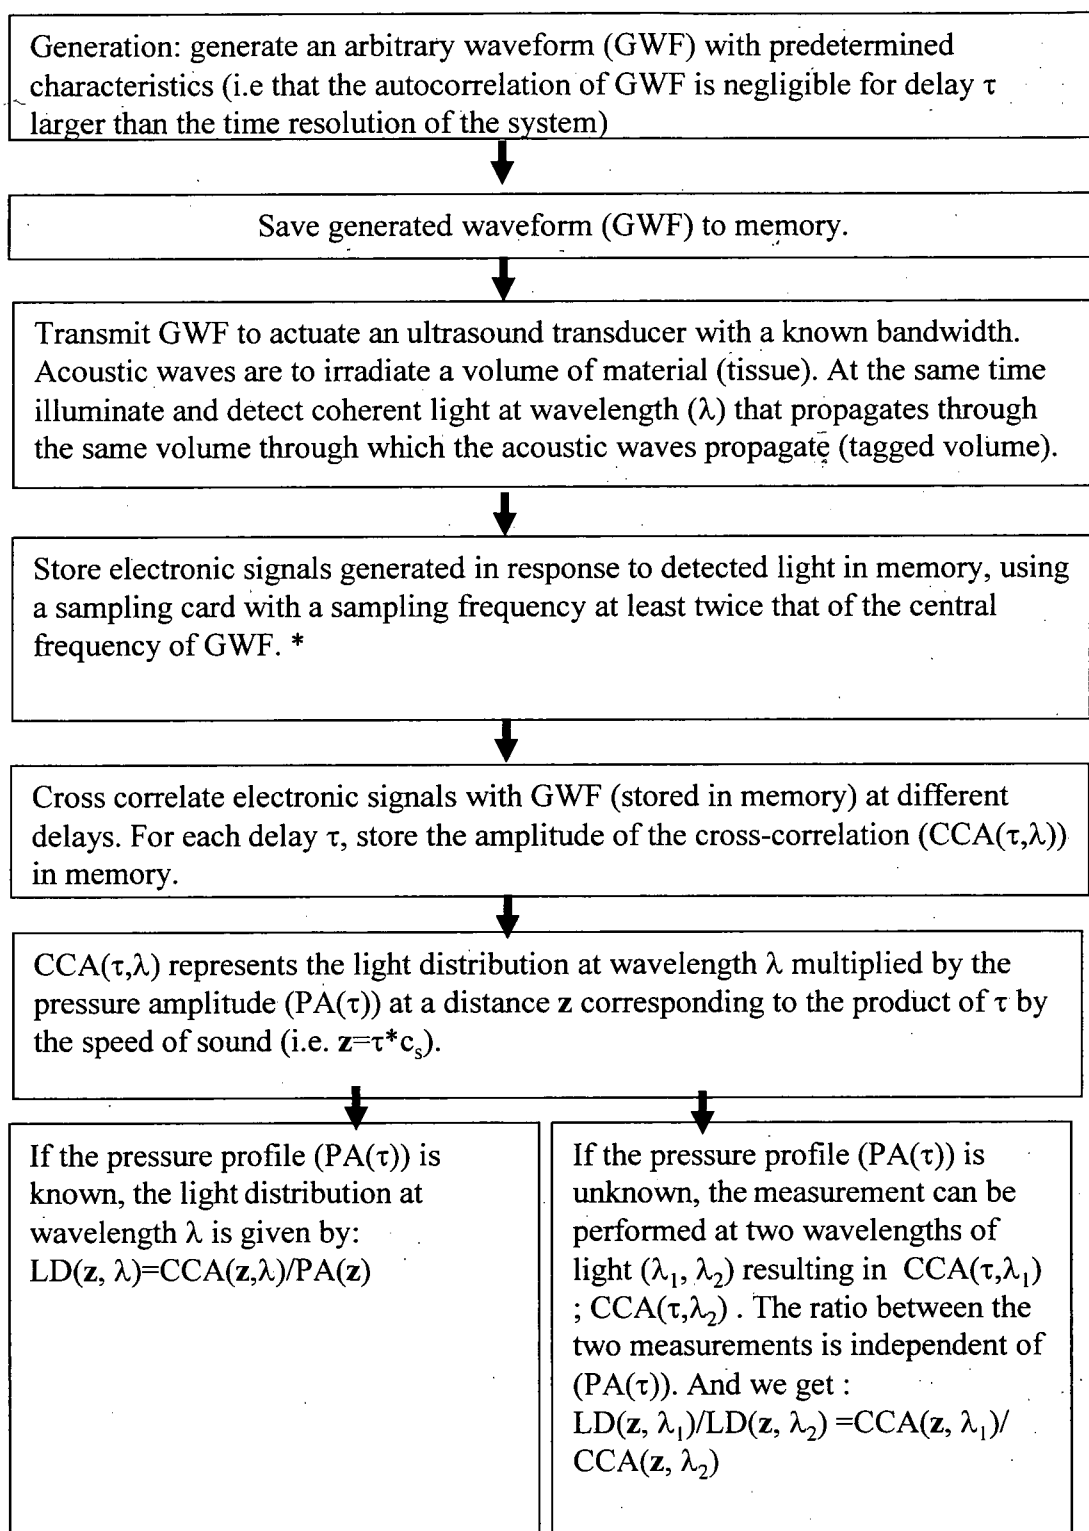 Generation: generate an arbitrary waveform (GWF) with predetermined
characteristics (i.e that the autocorrelation of GWF is negligible for delay τ
larger than the time resolution of the system)
Save generated waveform (GWF) to memory.
Transmit GWF to actuate an ultrasound transducer with a known bandwidth.
Acoustic waves are to irradiate a volume of material (tissue). At the same time
illuminate and detect coherent light at wavelength (λ) that propagates through
the same volume through which the acoustic waves propagate (tagged volume).
Store electronic signals generated in response to detected light in memory, using
a sampling card with a sampling frequency at least twice that of the central
frequency of GWF. *
Cross correlate electronic signals with GWF (stored in memory) at different
delays. For each delay τ, store the amplitude of the cross-correlation (CCA(τ,λ))
in memory.
CCA(τ,λ) represents the light distribution at wavelength λ multiplied by the
pressure amplitude (PA(τ)) at a distance z corresponding to the product of τ by
the speed of sound (i.e. z=τ*cₛ).
If the pressure profile (PA(τ)) is
known, the light distribution at
wavelength λ is given by:
LD(z, λ)=CCA(z,λ)/PA(z)
If the pressure profile (PA(τ)) is
unknown, the measurement can be
performed at two wavelengths of
light (λ₁, λ₂) resulting in CCA(τ,λ₁)
; CCA(τ,λ₂) . The ratio between the
two measurements is independent of
(PA(τ)). And we get :
LD(z, λ₁)/LD(z, λ₂) =CCA(z, λ₁)/
CCA(z, λ₂)